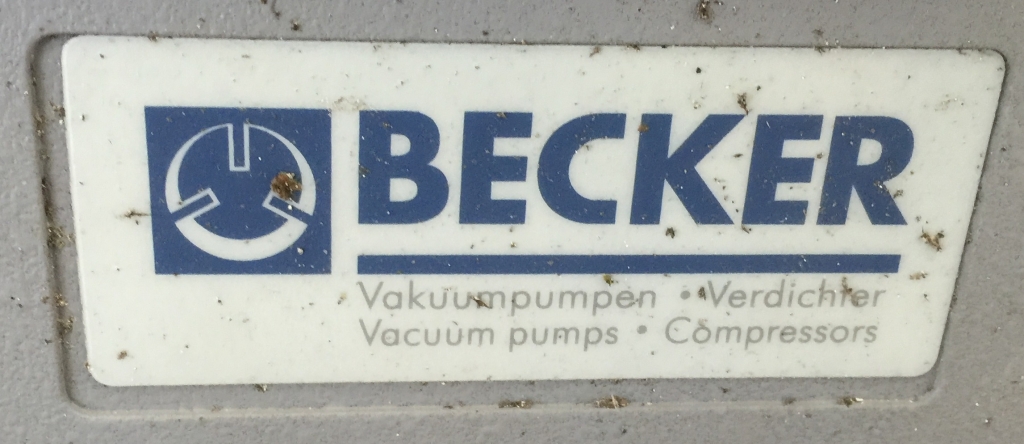 BECKER
Vakuumpumpen • Verdichter
Vacuum pumps • Compressors